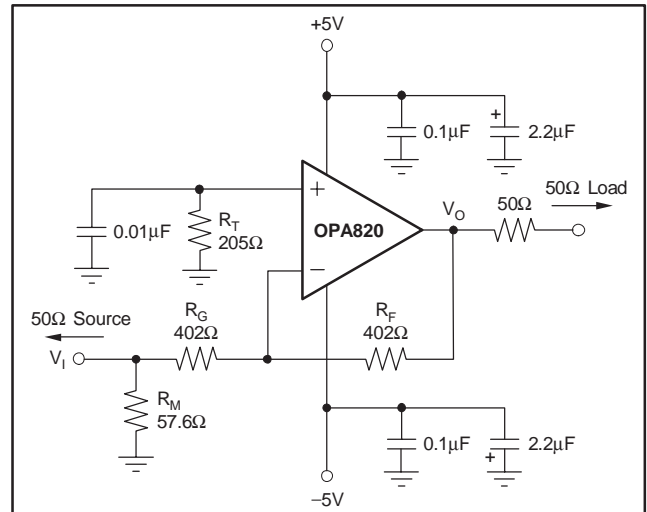 +5V
0.1μF
+
2.2μF
50Ω Load
+
0.01μF
R_T
205Ω
OPA820
V_O
50Ω
−
50Ω Source
R_G
402Ω
R_F
402Ω
V_I
R_M
57.6Ω
0.1μF
+
2.2μF
−5V